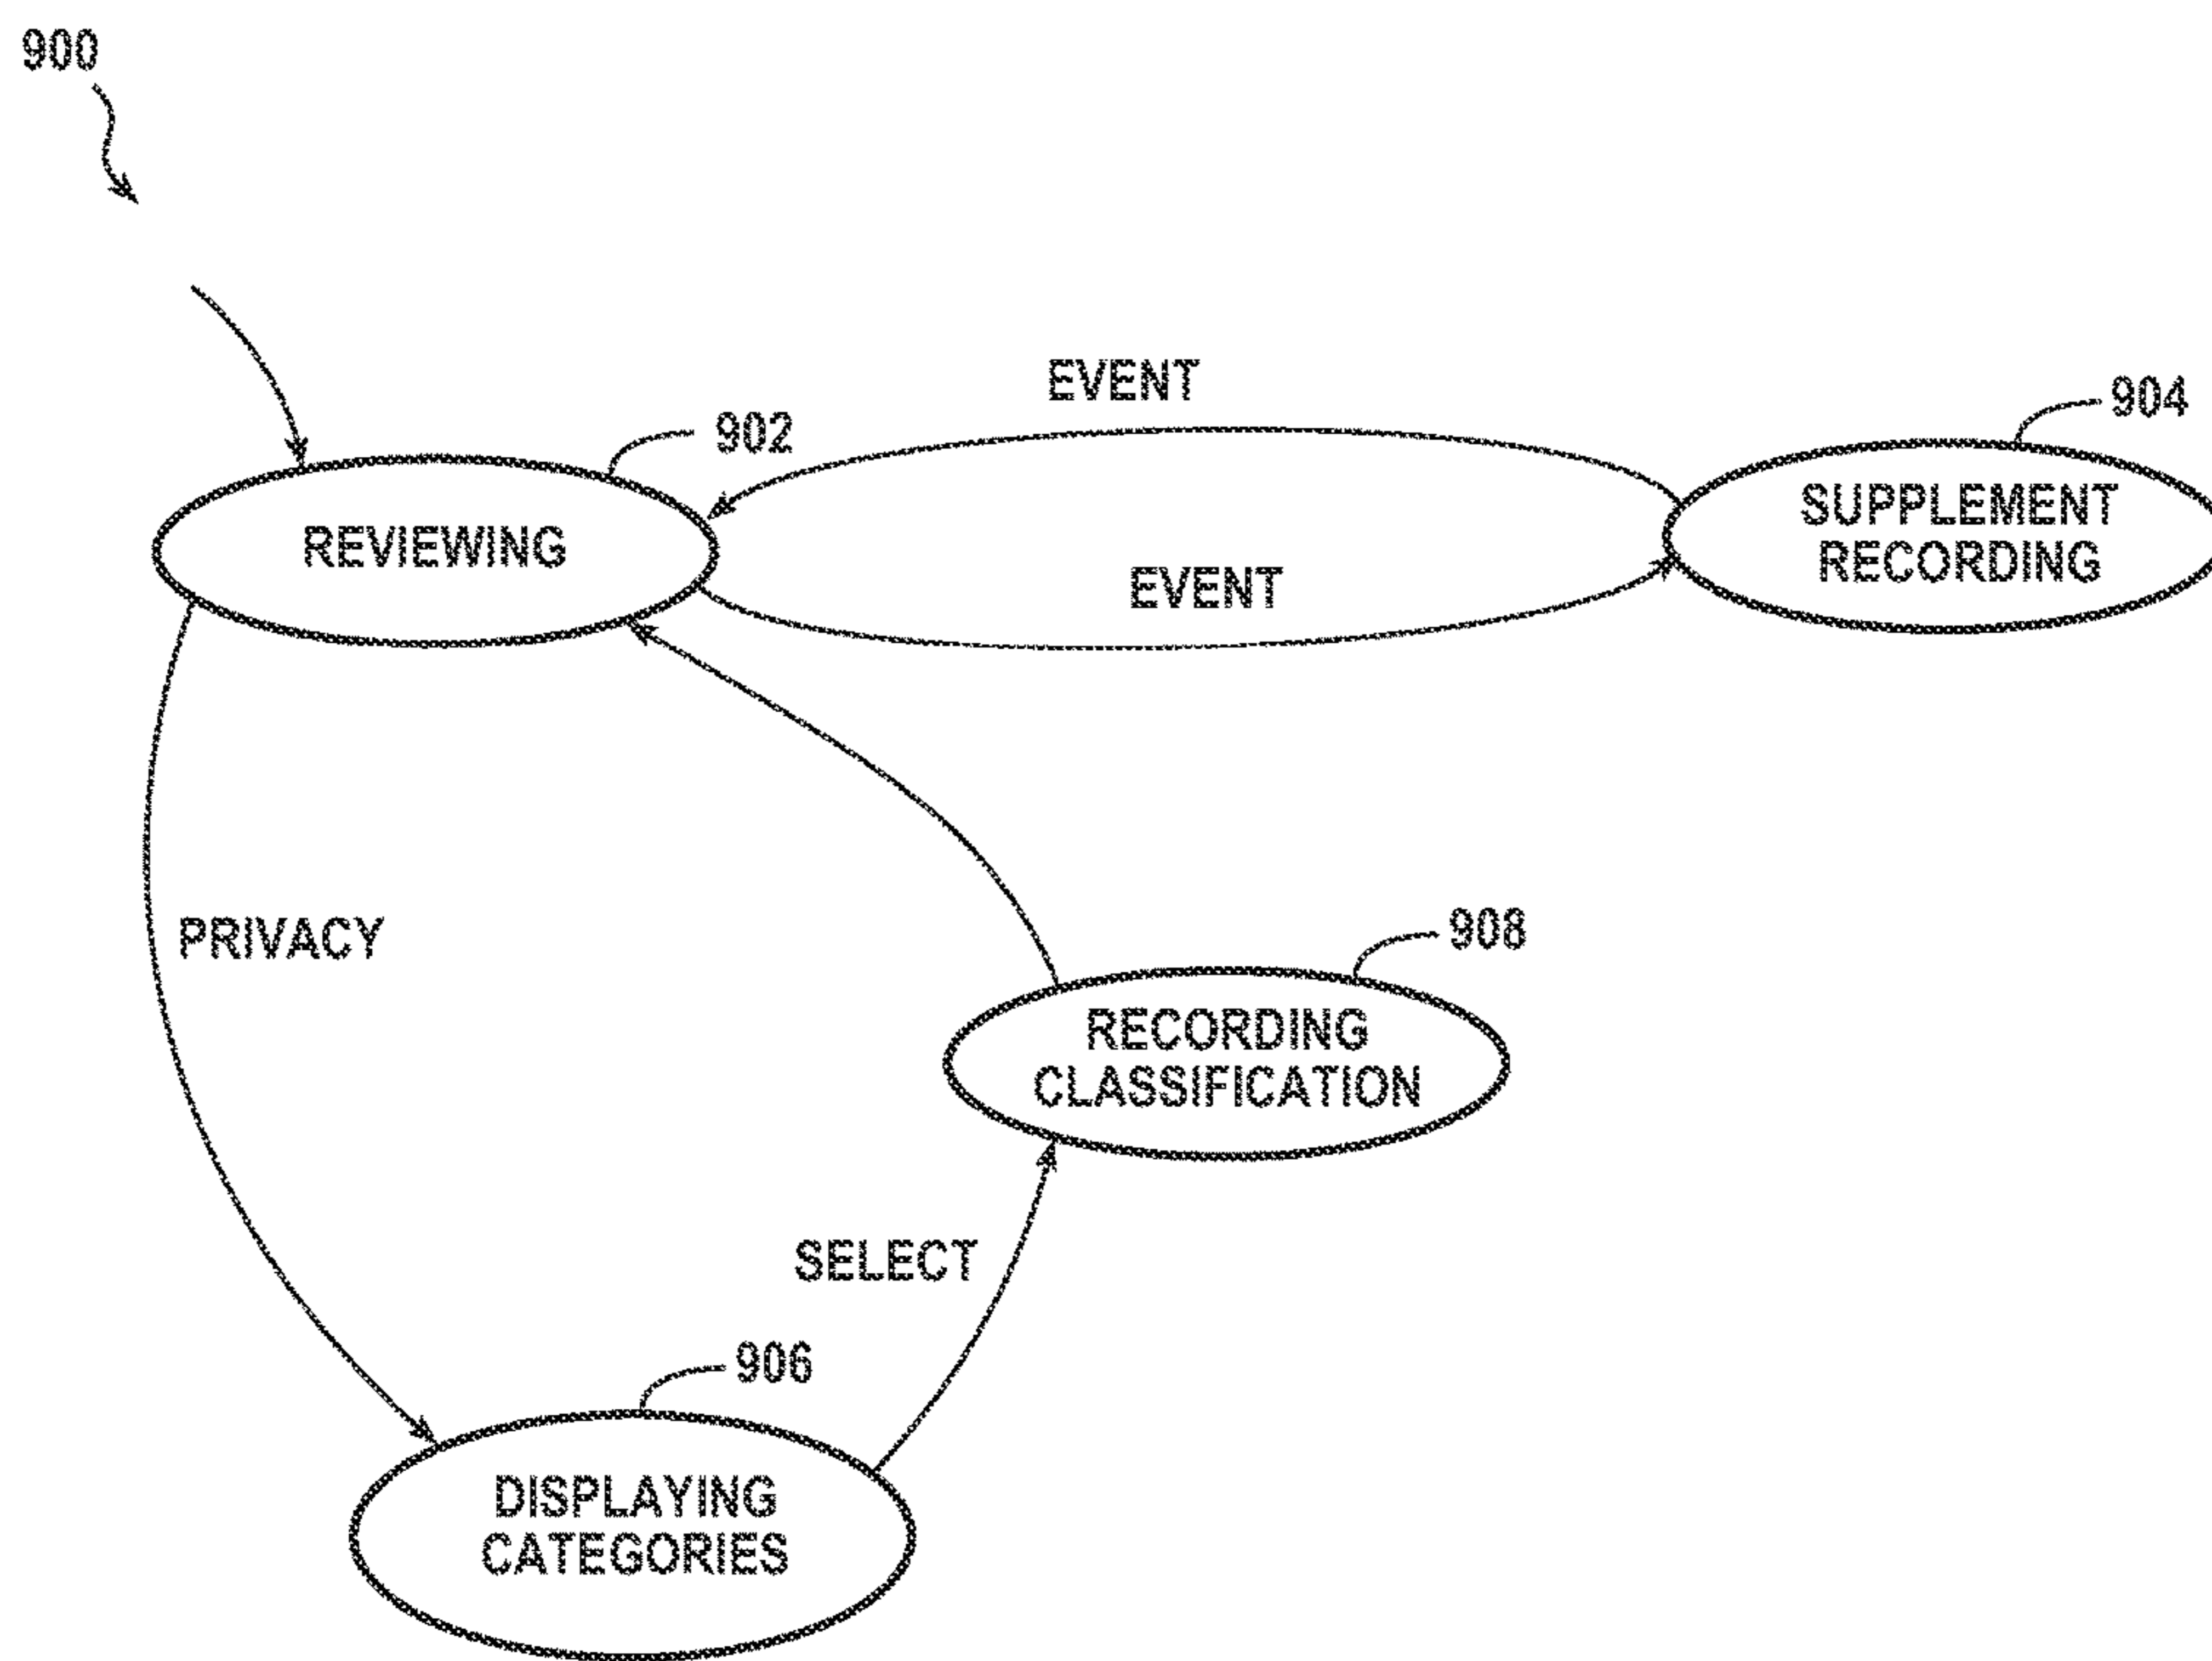 900
EVENT
904
902
SUPPLEMENT
RECORDING
REVIEWING
EVENT
PRIVACY
908
RECORDING
CLASSIFICATION
SELECT
906
DISPLAYING
CATEGORIES